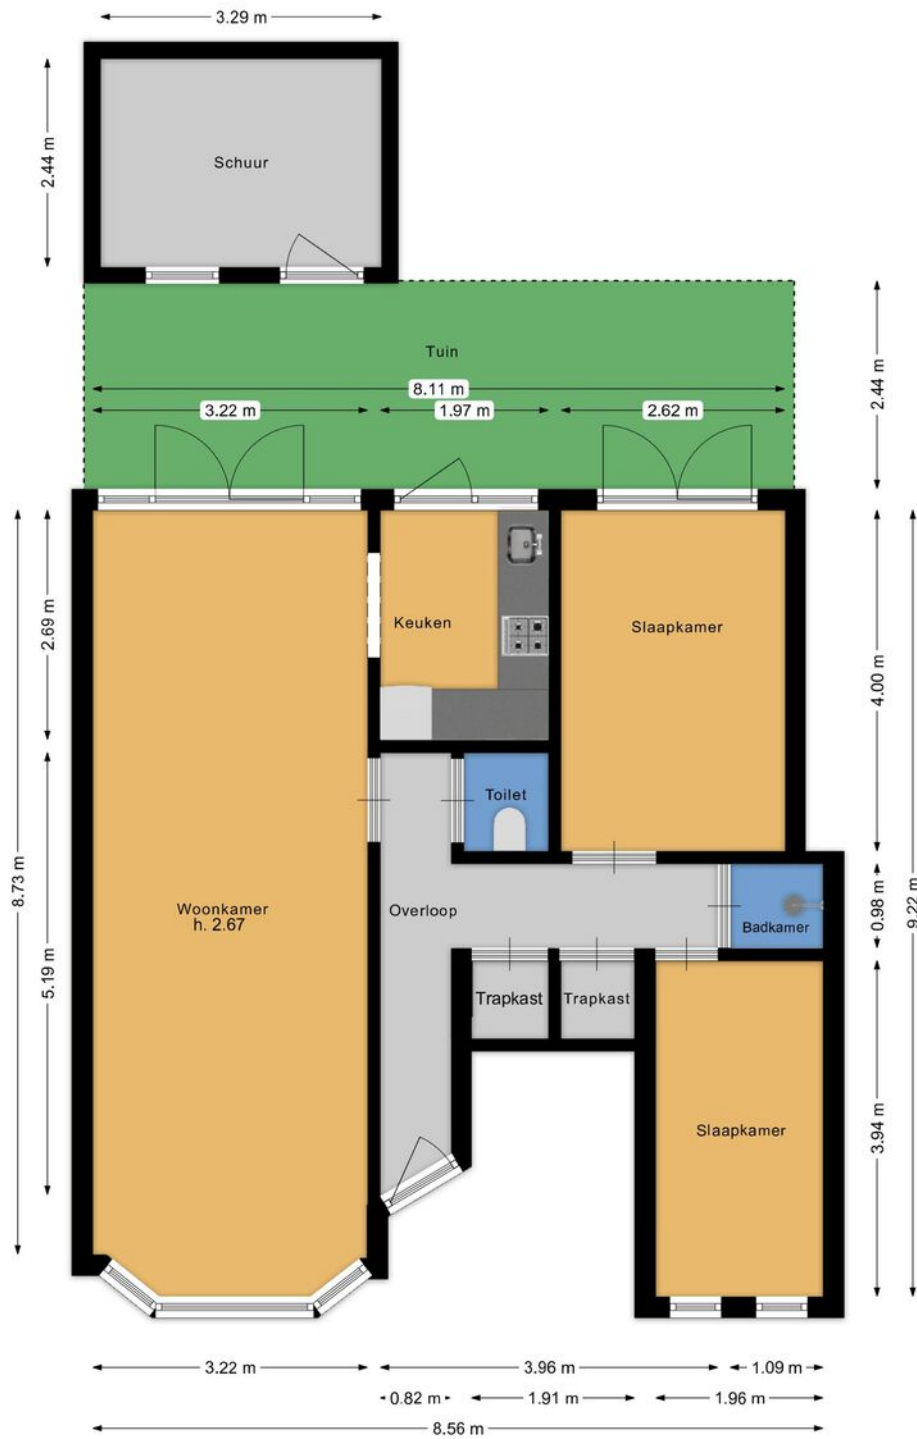 3.29 m
2.44 m
Schuur
Tuin
2.44 m
8.11 m
3.22 m
1.97 m
2.62 m
2.69 m
Keuken
Slaapkamer
4.00 m
Toilet
8.73 m
Woonkamer
h. 2.67
Overloop
Badkamer
0.98 m
9.22 m
5.19 m
Trapkast
Trapkast
Slaapkamer
3.94 m
3.22 m
3.96 m
1.09 m
0.82 m
1.91 m
1.96 m
8.56 m